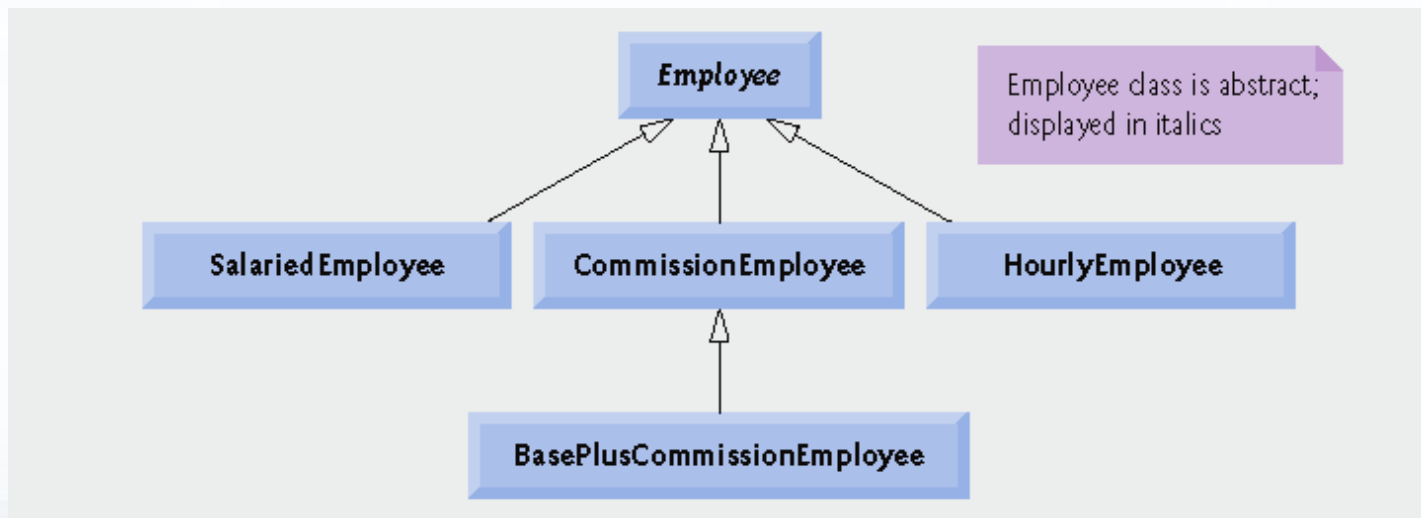 Employee
Employee class is abstract;
displayed in italics
SalariedEmployee
CommissionEmployee
HourlyEmployee
BasePlusCommissionEmployee